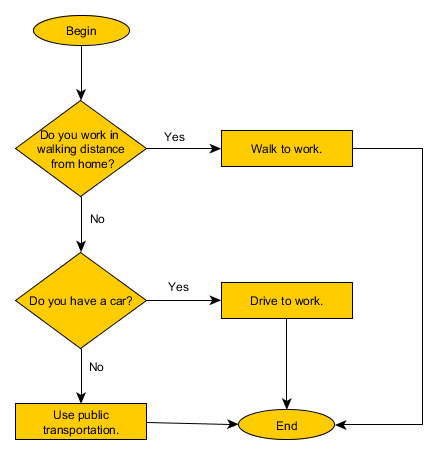 Begin
Do you work in
walking distance
from home?
Yes
Walk to work.
No
Do you have a car?
Yes
Drive to work.
No
Use public
transportation.
End